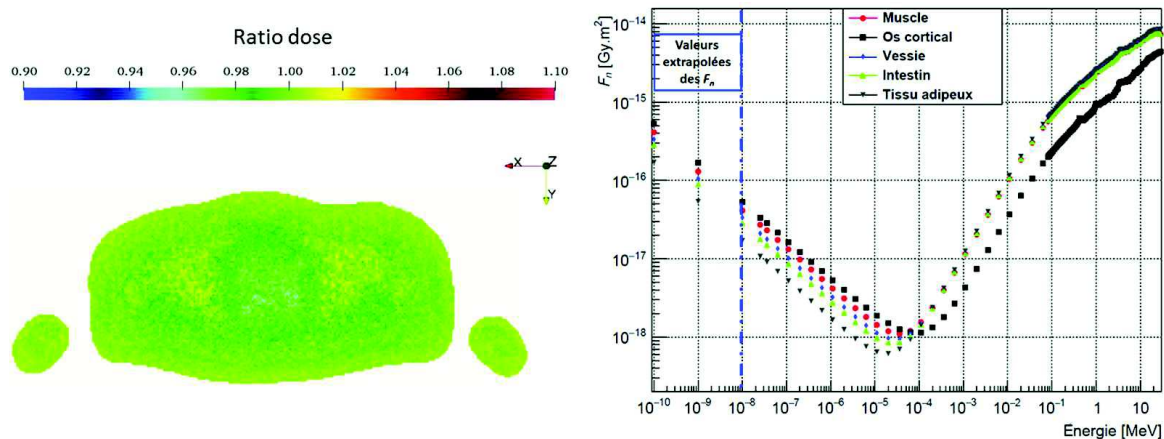 Ratio dose
0.90 0.92 0.94 0.96 0.98 1.00 1.02 1.04 1.06 1.08 1.10
X
Z
Y
F_n [Gy.m²]
10⁻¹⁴
10⁻¹⁵
10⁻¹⁶
10⁻¹⁷
10⁻¹⁸
Valeurs
extrapolées
des F_n
Muscle
Os cortical
Vessie
Intestin
Tissu adipeux
10⁻¹⁰ 10⁻⁹ 10⁻⁸ 10⁻⁷ 10⁻⁶ 10⁻⁵ 10⁻⁴ 10⁻³ 10⁻² 10⁻¹ 1 10
Energie [MeV]